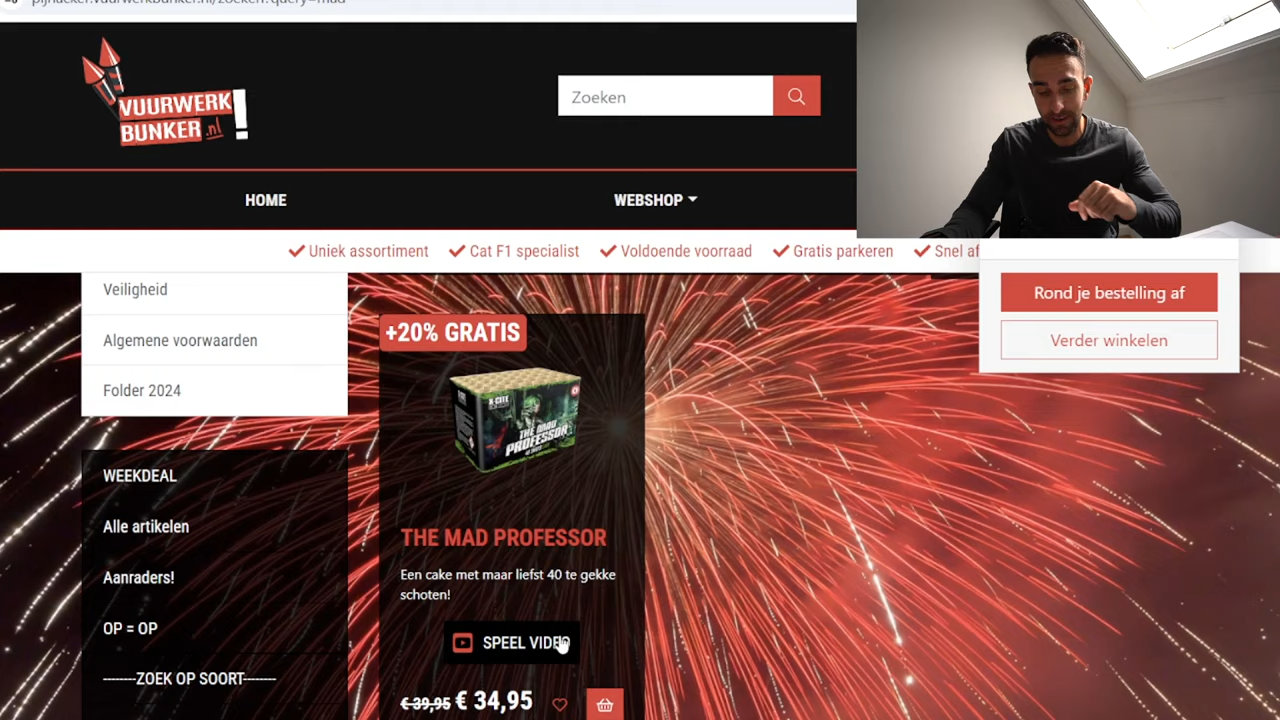 VUURWERK
BUNKER.nl!
Zoeken
HOME
WEBSHOP
Uniek assortiment
Cat F1 specialist
Voldoende voorraad
Gratis parkeren
Snel
Veiligheid
Algemene voorwaarden
Folder 2024
Rond je bestelling af
Verder winkelen
+20% GRATIS
X-CITE
THE MAD
PROFESSOR
WEEKDEAL
Alle artikelen
Aanraders!
OP = OP
--------ZOEK OP SOORT--------
THE MAD PROFESSOR
Een cake met maar liefst 40 te gekke
schoten!
SPEEL VIDEO
€ 39,95 € 34,95